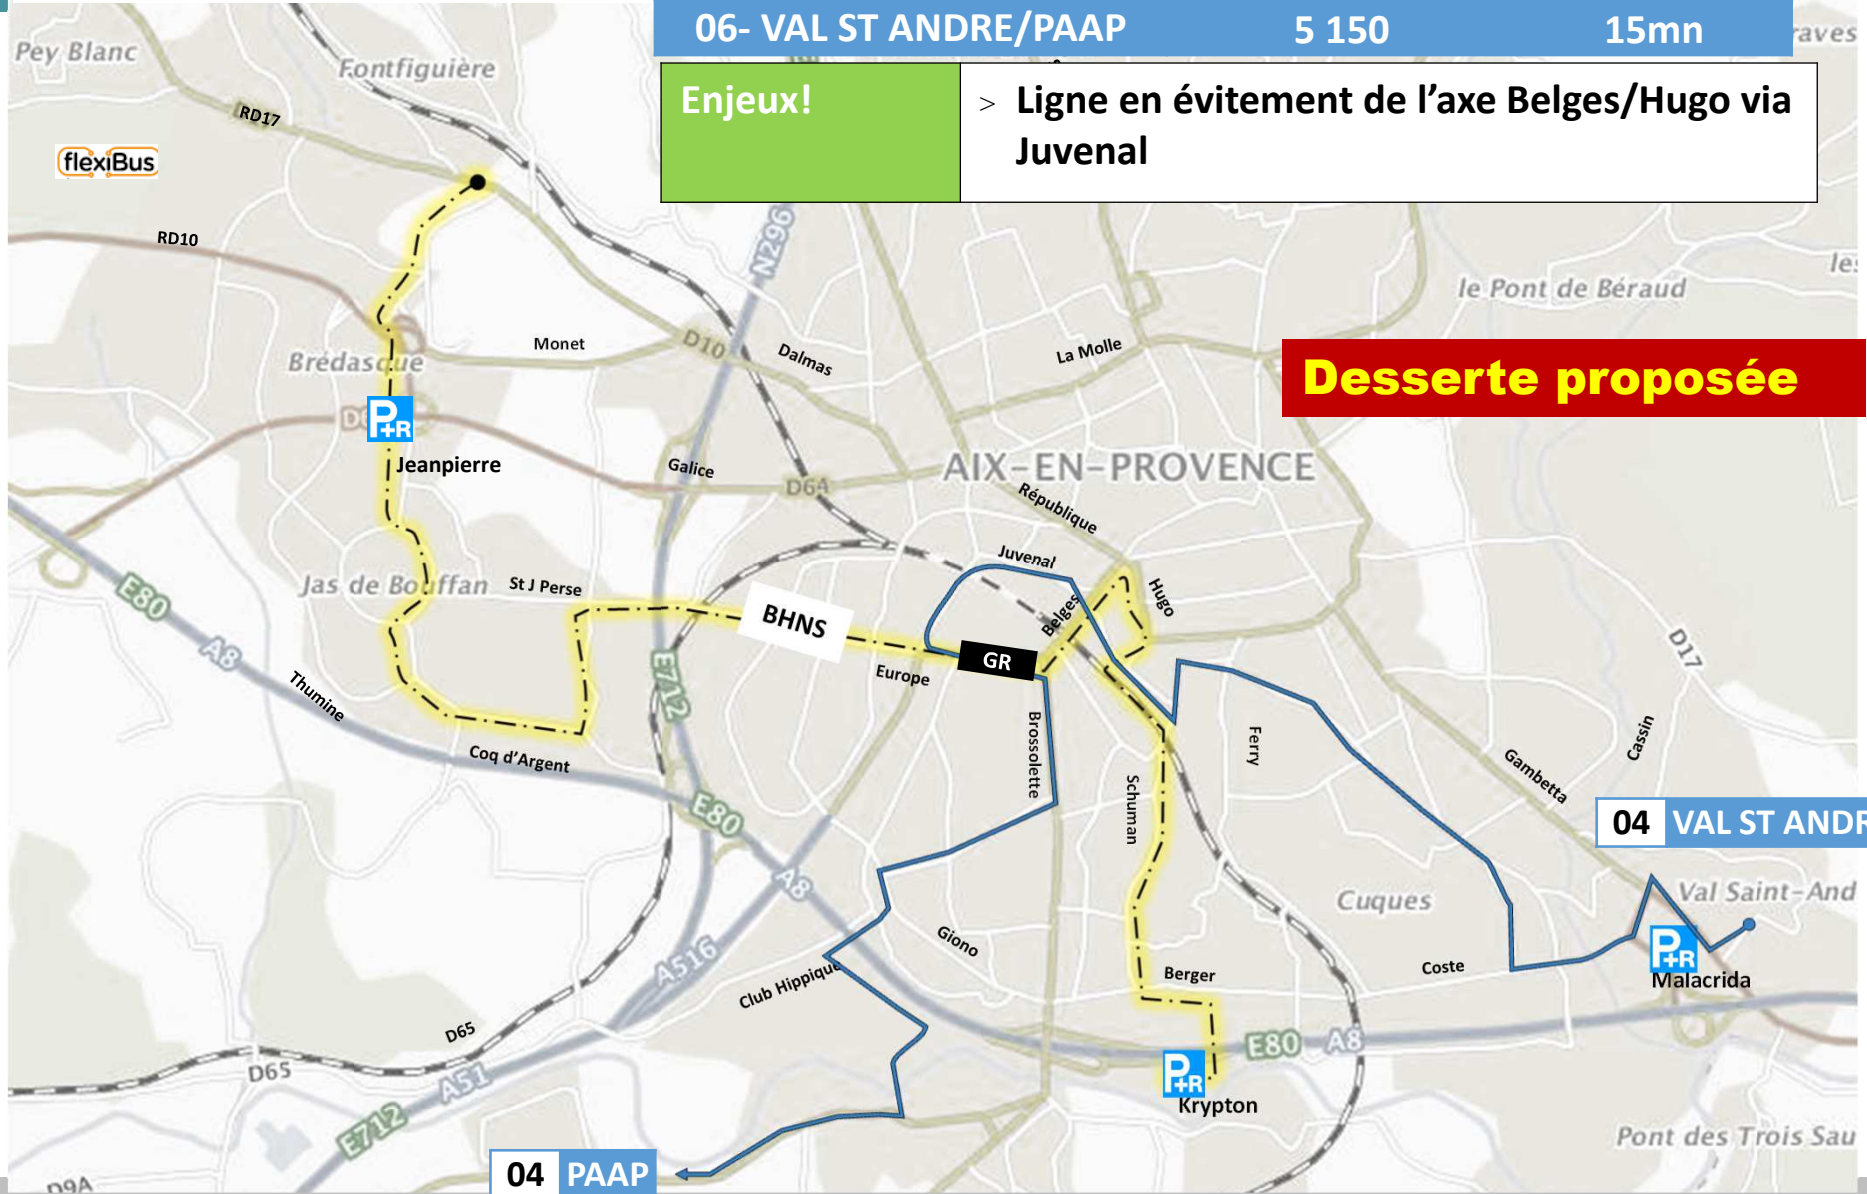 06- VAL ST ANDRE/PAAP 5 150 15mn
Enjeux!
> Ligne en évitement de l'axe Belges/Hugo via
Juvenal
Pey Blanc
Fontfiguière
RD17
flexiBus
RD10
N296
le Pont de Béraud
Monet
D10
Dalmas
La Molle
Brédasque
Desserte proposée
P+R
Jeanpierre
Galice
D64
AIX-EN-PROVENCE
République
Juvenal
Jas de Bouffan
St J Perse
E80
Hugo
Belges
BHNS
GR
Europe
A8
E712
D17
Thumine
Coq d'Argent
Brossolette
Schuman
Ferry
Cassin
Gambetta
E80
04 VAL ST ANDR
A8
Cuques
Val Saint-And
Giono
A516
Club Hippique
Berger
Coste
P+R
Malacrida
D65
E80
A8
D65
A51
P+R
Krypton
E712
Pont des Trois Sau
04 PAAP
D9A